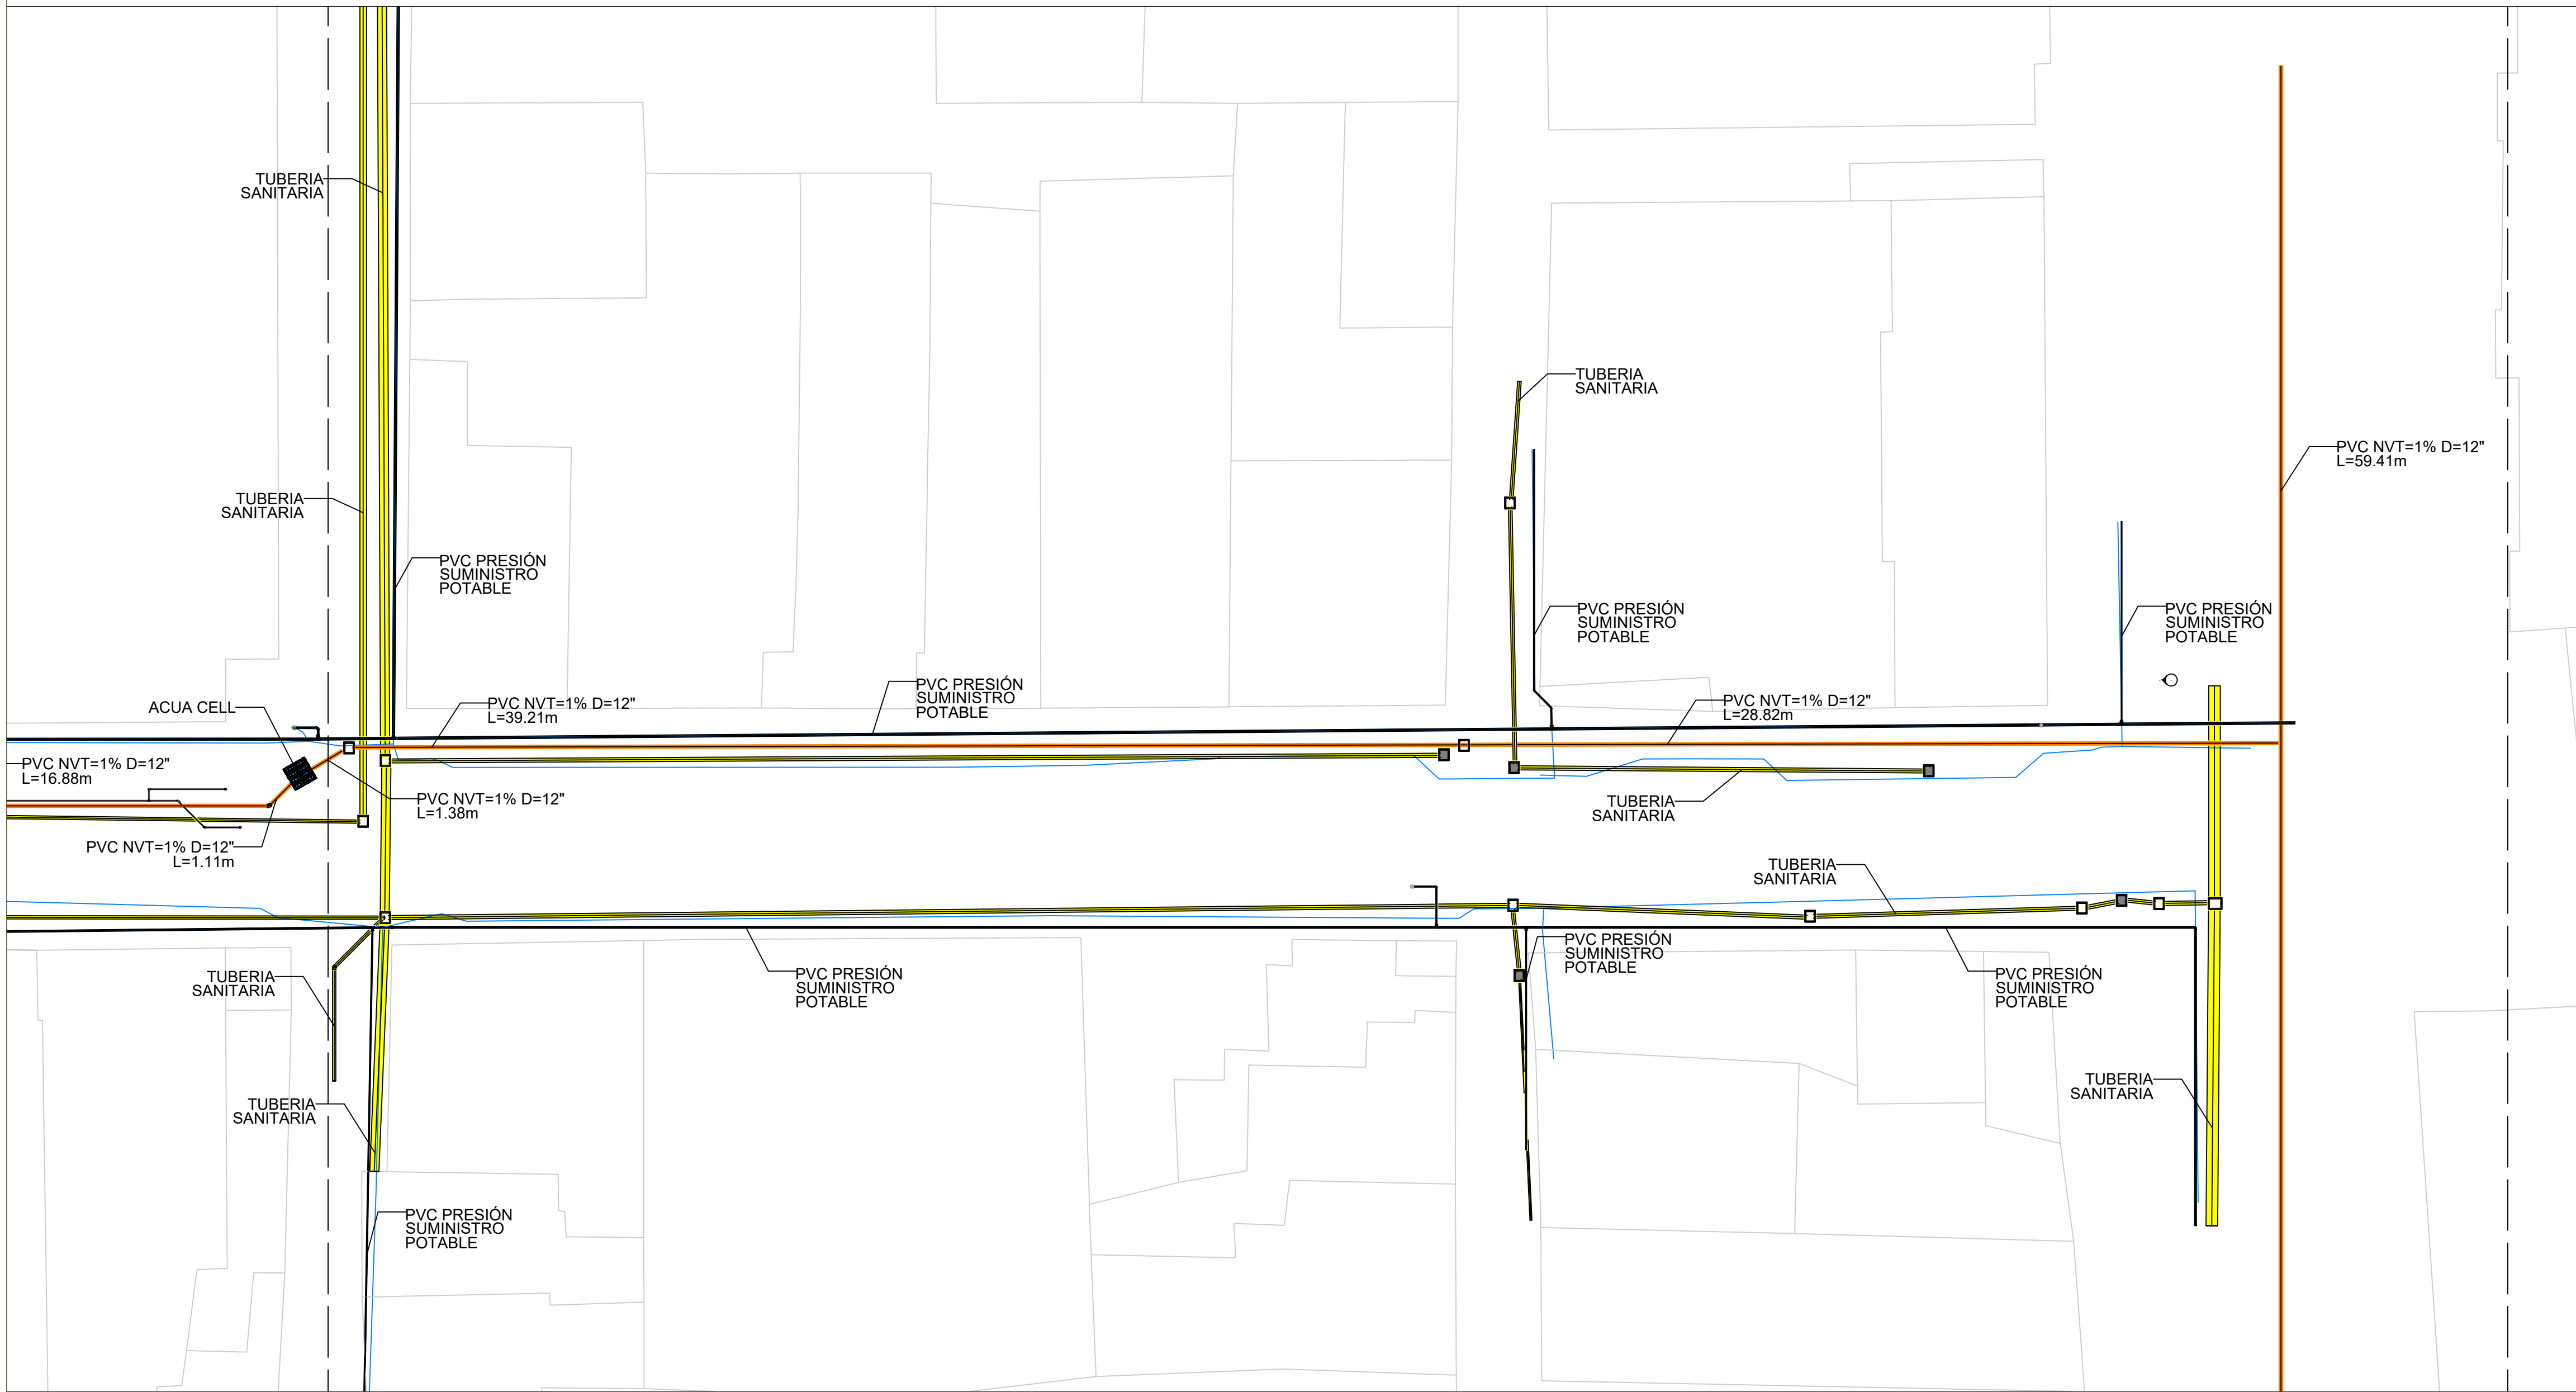 TUBERIA
SANITARIA
TUBERIA
SANITARIA
PVC NVT=1% D=12"
L=59.41m
TUBERIA
SANITARIA
PVC PRESIÓN
SUMINISTRO
POTABLE
PVC PRESIÓN
SUMINISTRO
POTABLE
PVC PRESIÓN
SUMINISTRO
POTABLE
PVC PRESIÓN
SUMINISTRO
POTABLE
ACUA CELL
PVC NVT=1% D=12"
L=39.21m
PVC NVT=1% D=12"
L=28.82m
PVC NVT=1% D=12"
L=16.88m
PVC NVT=1% D=12"
L=1.38m
TUBERIA
SANITARIA
PVC NVT=1% D=12"
L=1.11m
TUBERIA
SANITARIA
PVC PRESIÓN
SUMINISTRO
POTABLE
TUBERIA
SANITARIA
PVC PRESIÓN
SUMINISTRO
POTABLE
PVC PRESIÓN
SUMINISTRO
POTABLE
TUBERIA
SANITARIA
TUBERIA
SANITARIA
PVC PRESIÓN
SUMINISTRO
POTABLE